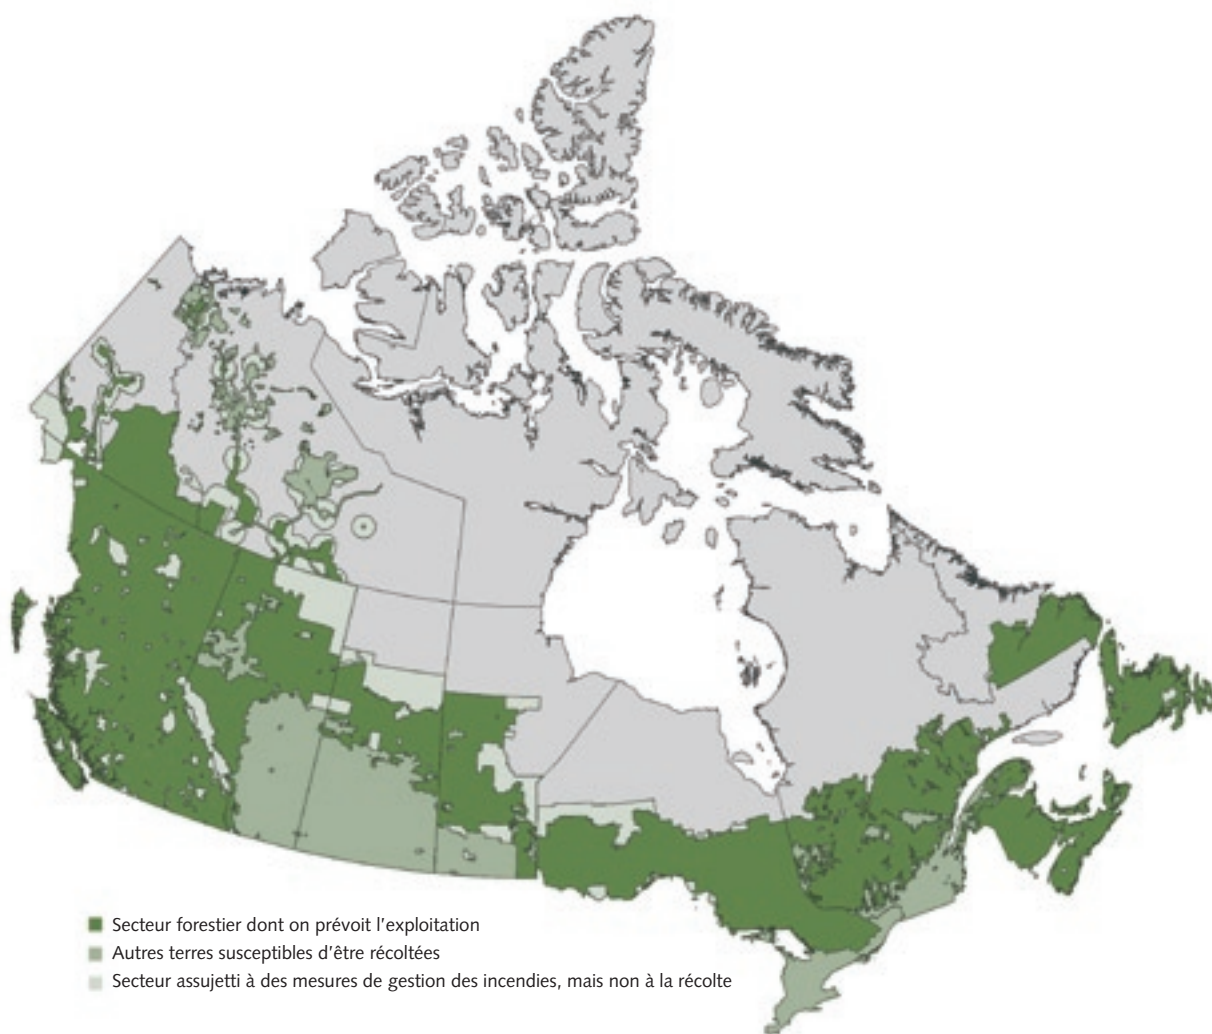 Secteur forestier dont on prévoit l'exploitation
Autres terres susceptibles d'être récoltées
Secteur assujetti à des mesures de gestion des incendies, mais non à la récolte